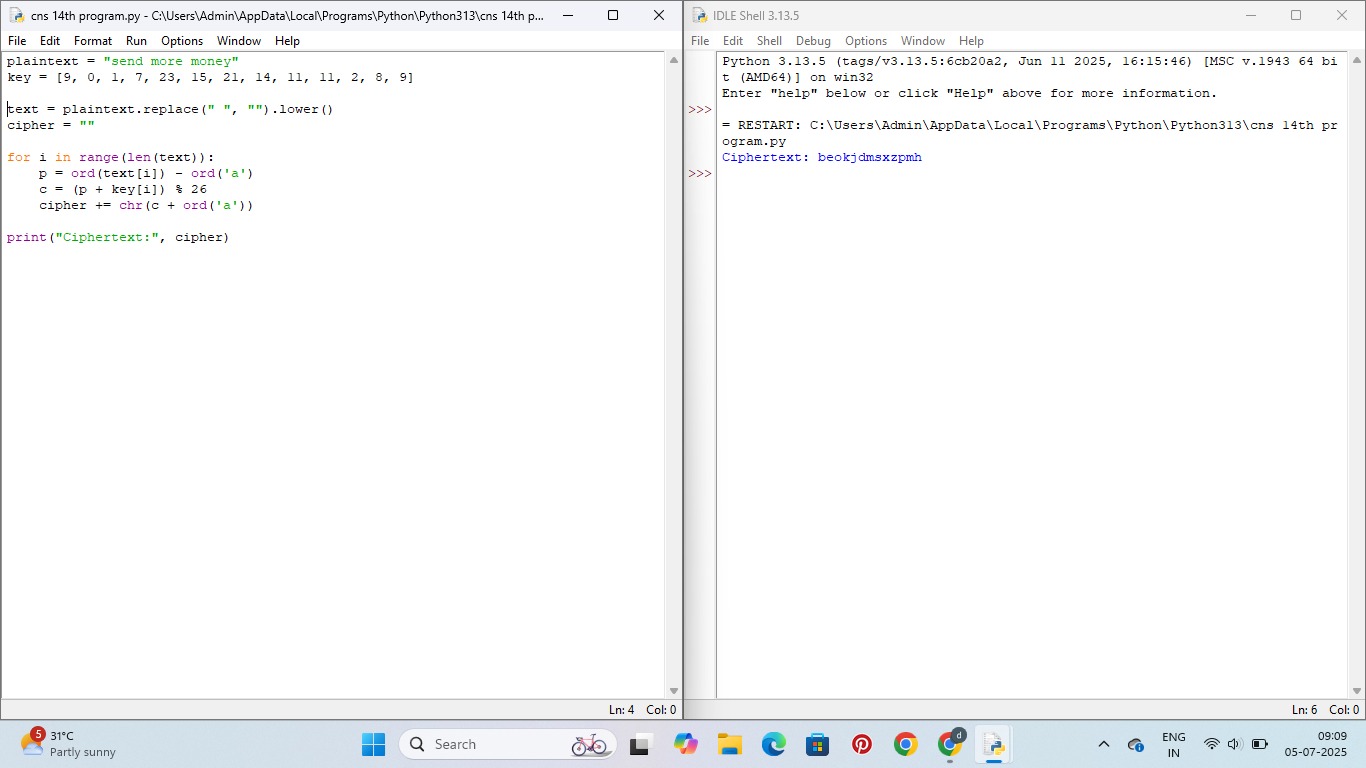 cns 14th program.py - C:\Users\Admin\AppData\Local\Programs\Python\Python313\cns 14th p...
File Edit Format Run Options Window Help
plaintext = "send more money"
key = [9, 0, 1, 7, 23, 15, 21, 14, 11, 11, 2, 8, 9]
text = plaintext.replace(" ", "").lower()
cipher = ""
for i in range(len(text)):
    p = ord(text[i]) - ord('a')
    c = (p + key[i]) % 26
    cipher += chr(c + ord('a'))
print("Ciphertext:", cipher)
Ln: 4 Col: 0
IDLE Shell 3.13.5
File Edit Shell Debug Options Window Help
Python 3.13.5 (tags/v3.13.5:6cb20a2, Jun 11 2025, 16:15:46) [MSC v.1943 64 bi
t (AMD64)] on win32
Enter "help" below or click "Help" above for more information.
>>>
= RESTART: C:\Users\Admin\AppData\Local\Programs\Python\Python313\cns 14th pr
ogram.py
Ciphertext: beokjdmsxzpmh
>>>
Ln: 6 Col: 0
5
31°C
Partly sunny
Search
d
ENG
IN
09:09
05-07-2025